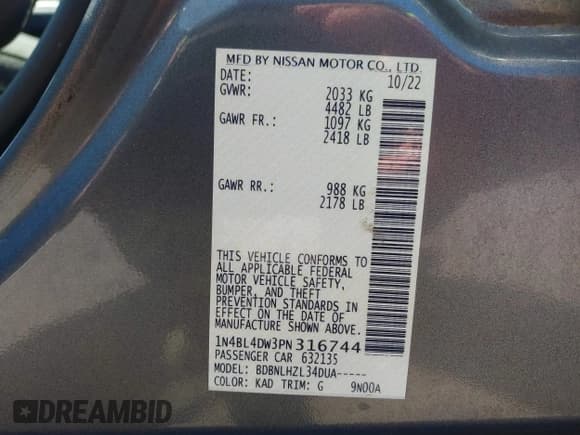 MFD BY NISSAN MOTOR CO., LTD.
DATE: 10/22
GVWR: 2033 KG
4482 LB
GAWR FR.: 1097 KG
2418 LB
GAWR RR.: 988 KG
2178 LB
THIS VEHICLE CONFORMS TO
ALL APPLICABLE FEDERAL
MOTOR VEHICLE SAFETY,
BUMPER, AND THEFT
PREVENTION STANDARDS IN
EFFECT ON THE DATE OF
MANUFACTURE SHOWN ABOVE.
1N4BL4DW3PN316744
PASSENGER CAR 632135
MODEL: BDBNLHZL34DUA-----
COLOR: KAD TRIM: G 9N00A
DREAMBID